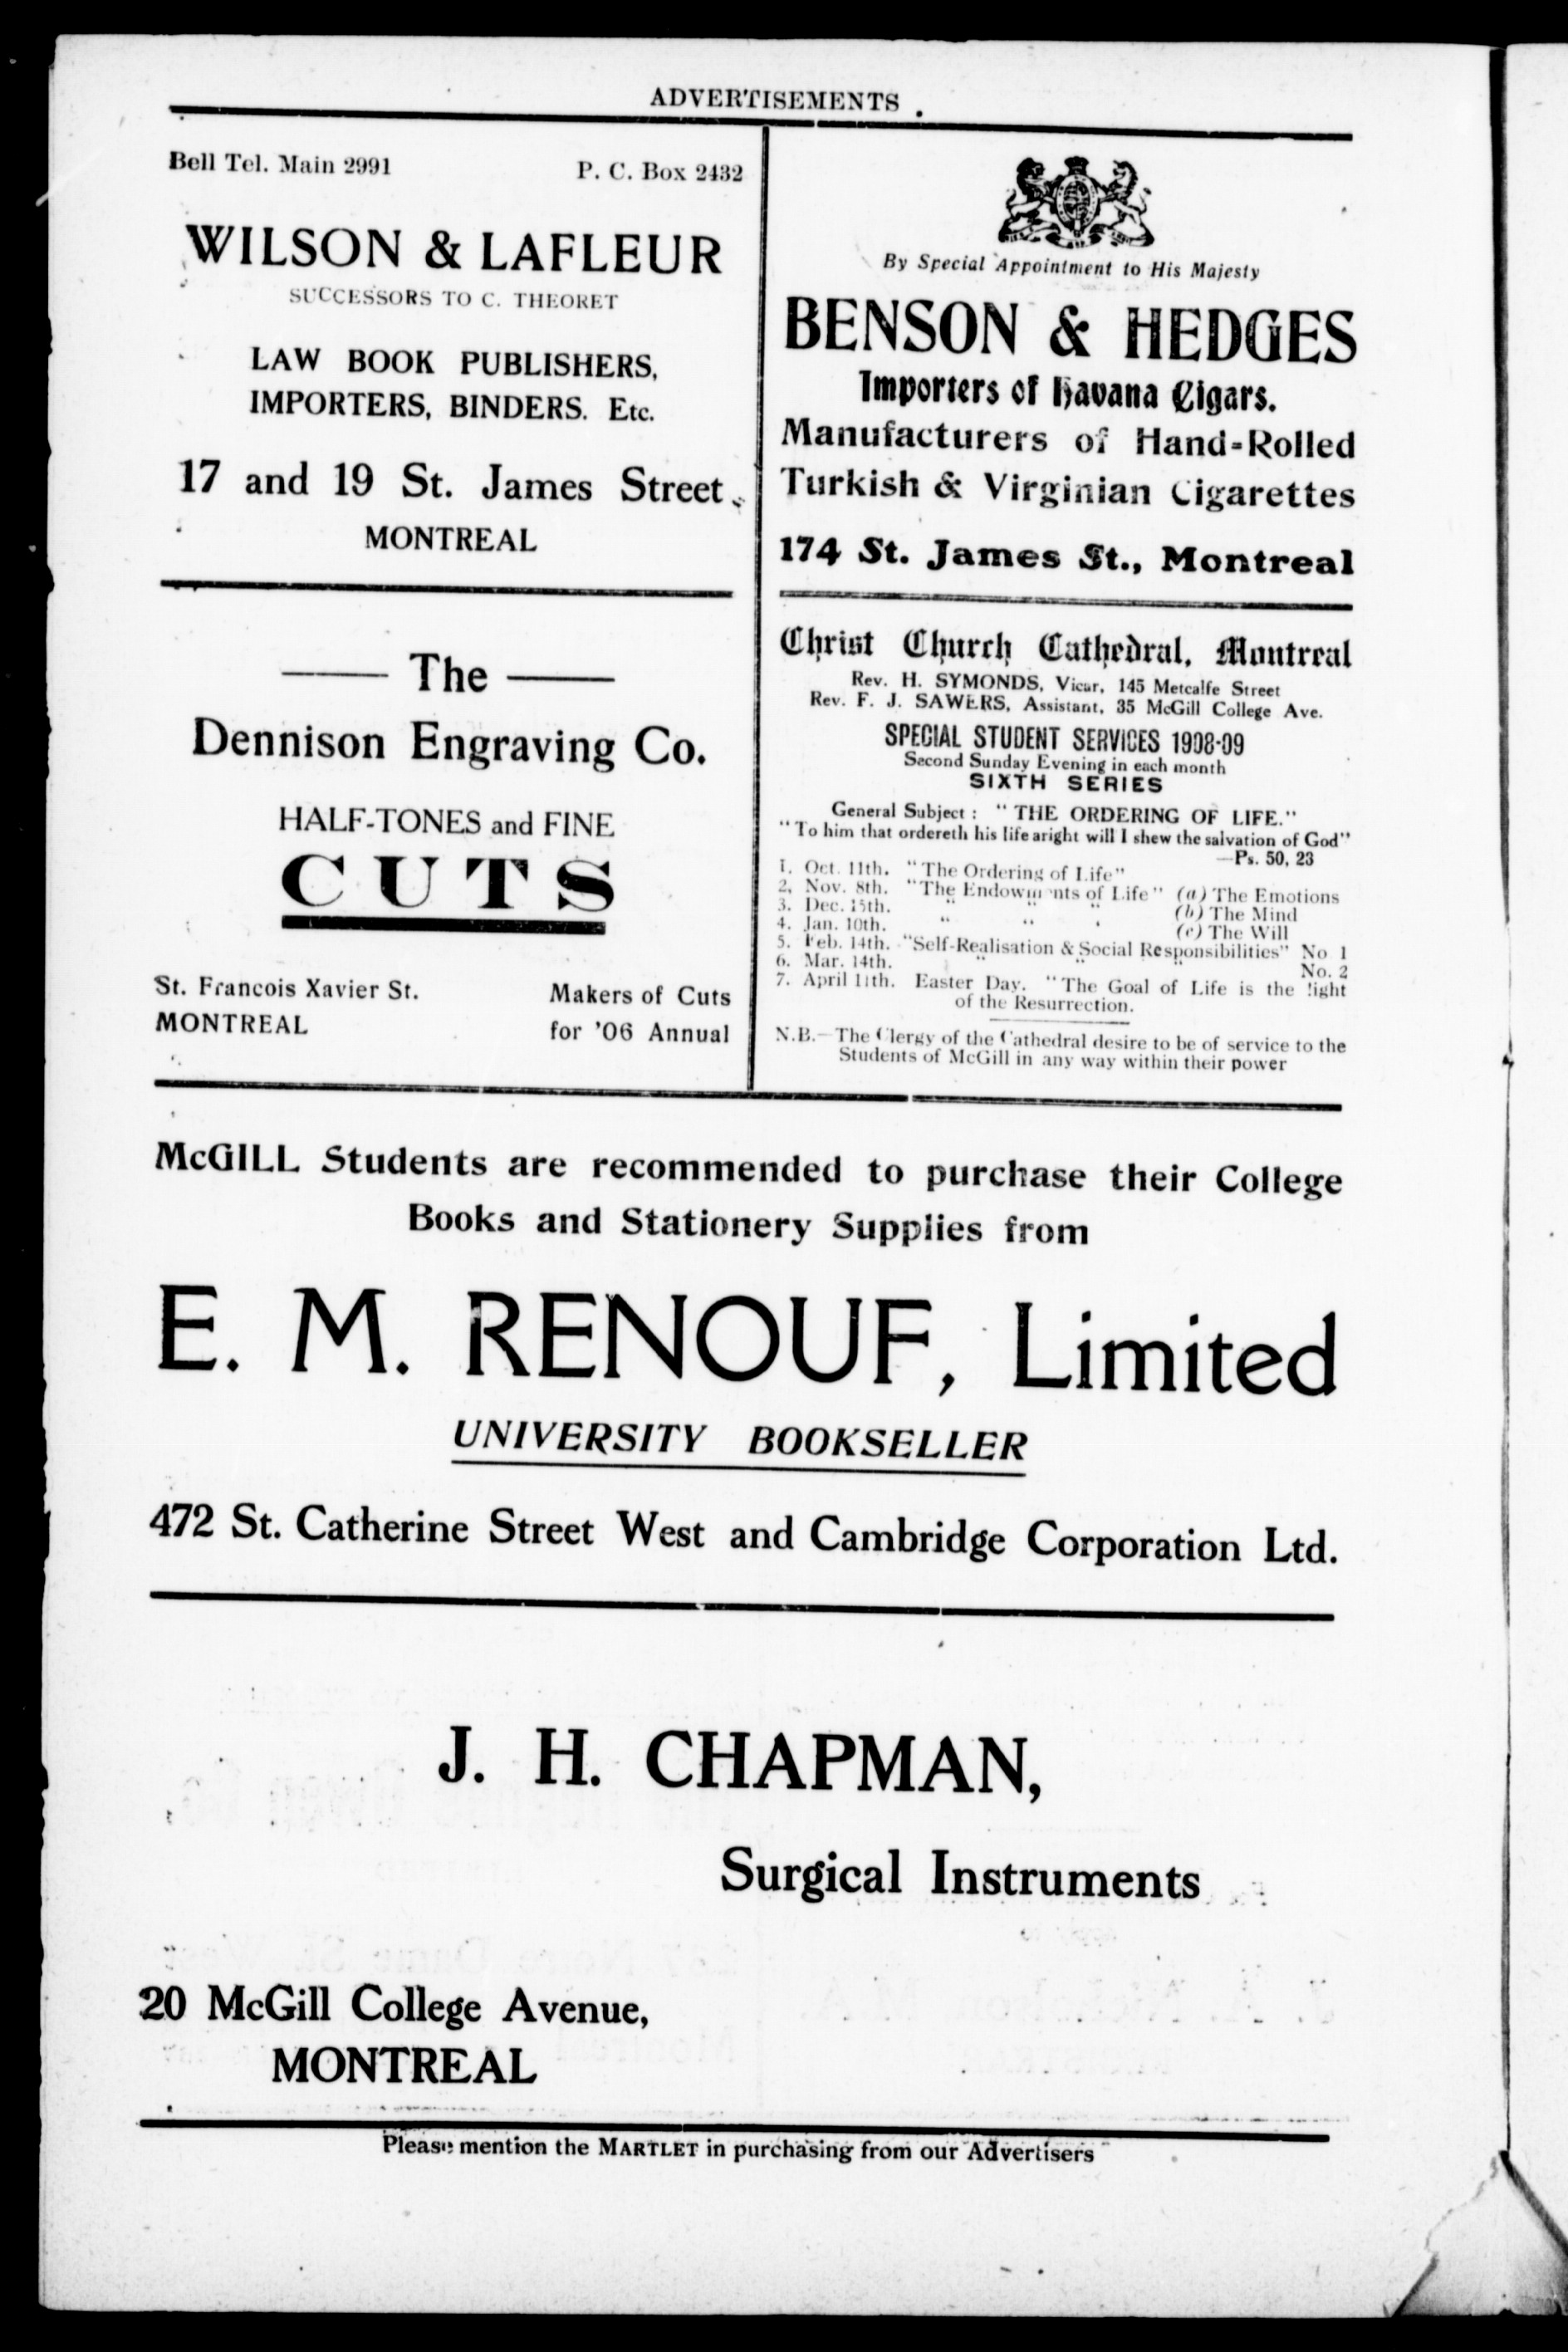 ADVERTISEMENTS
Bell Tel. Main 2991 P. C. Box 2432
WILSON & LAFLEUR
SUCCESSORS TO C. THEORET
LAW BOOK PUBLISHERS,
IMPORTERS, BINDERS. Etc.
17 and 19 St. James Street
MONTREAL
The
Dennison Engraving Co.
HALF-TONES and FINE
CUTS
St. Francois Xavier St. Makers of Cuts
MONTREAL for '06 Annual
By Special Appointment to His Majesty
BENSON & HEDGES
Importers of Havana Cigars.
Manufacturers of Hand-Rolled
Turkish & Virginian Cigarettes
174 St. James St., Montreal
Christ Church Cathedral, Montreal
Rev. H. SYMONDS, Vicar, 145 Metcalfe Street
Rev. F. J. SAWERS, Assistant, 35 McGill College Ave.
SPECIAL STUDENT SERVICES 1908-09
Second Sunday Evening in each month
SIXTH SERIES
General Subject : "THE ORDERING OF LIFE."
"To him that ordereth his life aright will I shew the salvation of God"
—Ps. 50, 23
1. Oct. 11th. "The Ordering of Life"
2. Nov. 8th. "The Endowments of Life" (a) The Emotions
3. Dec. 15th. " " " (b) The Mind
4. Jan. 10th. " " " (c) The Will
5. Feb. 14th. "Self-Realisation & Social Responsibilities" No 1
6. Mar. 14th. " " " No. 2
7. April 11th. Easter Day. "The Goal of Life is the light
of the Resurrection.
N.B.—The Clergy of the Cathedral desire to be of service to the
Students of McGill in any way within their power
McGILL Students are recommended to purchase their College
Books and Stationery Supplies from
E. M. RENOUF, Limited
UNIVERSITY BOOKSELLER
472 St. Catherine Street West and Cambridge Corporation Ltd.
J. H. CHAPMAN,
Surgical Instruments
20 McGill College Avenue,
MONTREAL
Please mention the MARTLET in purchasing from our Advertisers